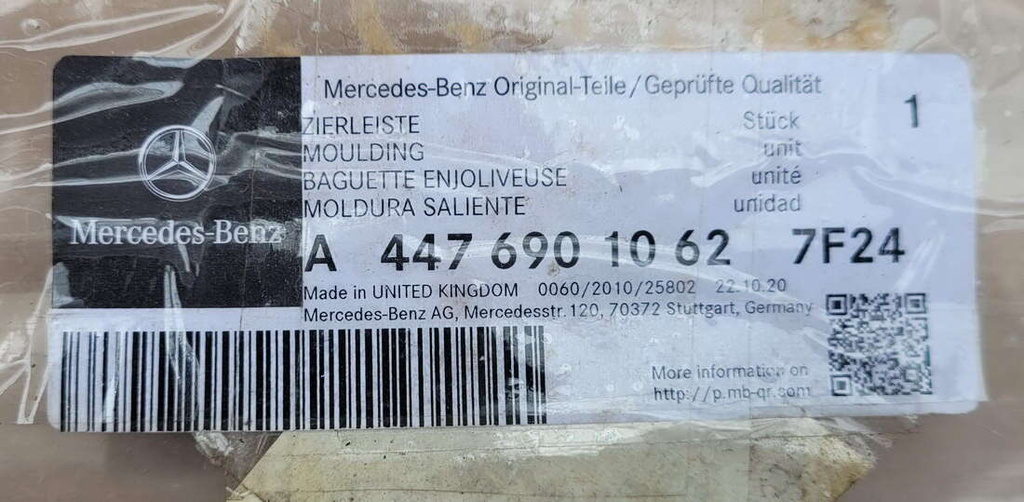 Mercedes-Benz Original-Teile/Geprüfte Qualität
1
ZIERLEISTE Stück
MOULDING unit
BAGUETTE ENJOLIVEUSE unité
MOLDURA SALIENTE unidad
Mercedes-Benz
A 447 690 10 62 7F24
Made in UNITED KINGDOM 0060/2010/25802 22.10.20
Mercedes-Benz AG, Mercedesstr.120, 70372 Stuttgart, Germany
More information on
http://p.mb-qr.com